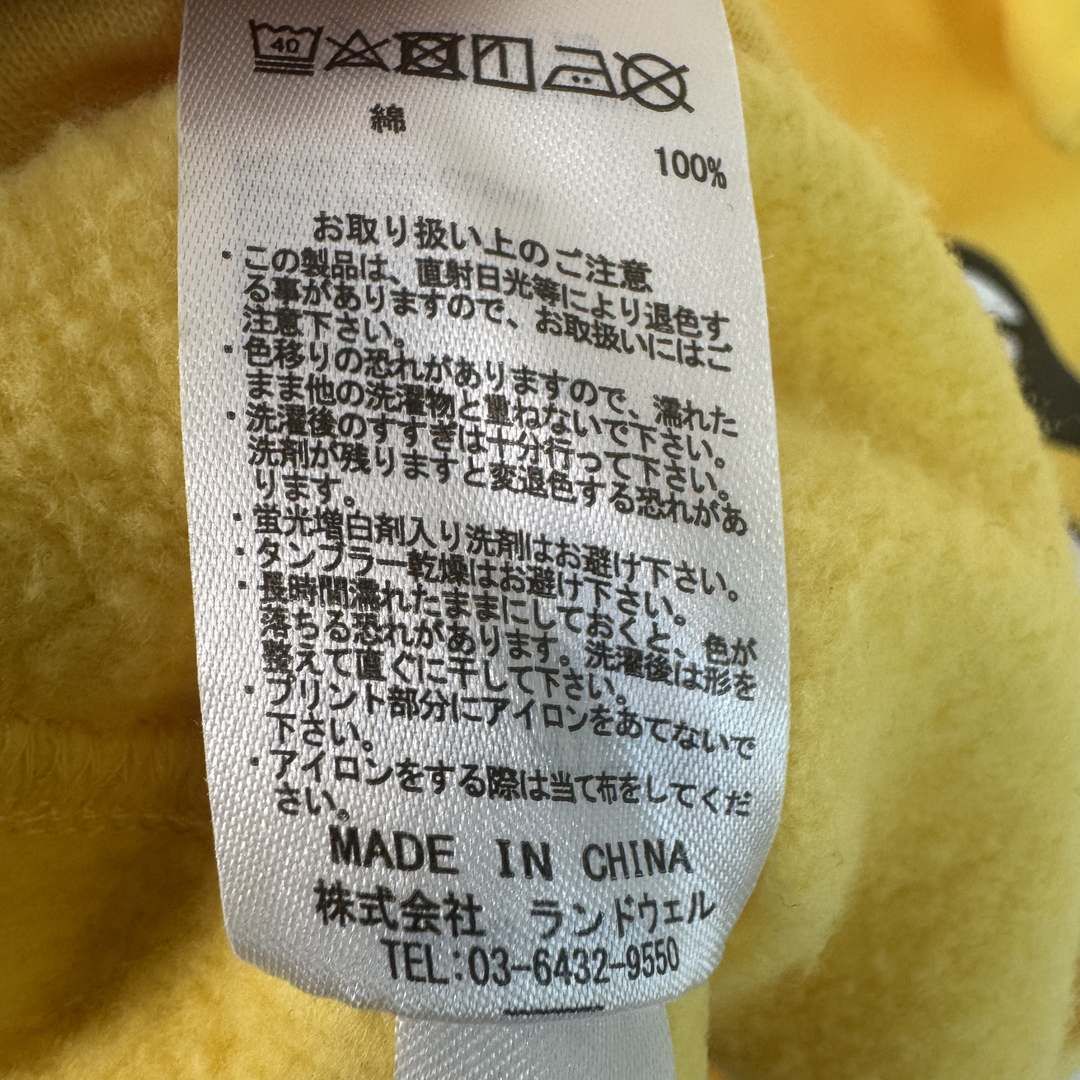 40
綿
100%
お取り扱い上のご注意
・この製品は、直射日光等により退色す
る事がありますので、お取扱いにはご
注意下さい。
・色移りの恐れがありますので、濡れた
まま他の洗濯物と重ねないで下さい。
・洗濯後のすすぎは十分行って下さい。
洗剤が残りますと変退色する恐れがあ
ります。
・蛍光増白剤入り洗剤はお避け下さい。
・タンブラー乾燥はお避け下さい。
・長時間濡れたままにしておくと、色が
落ちる恐れがあります。洗濯後は形を
整えて直ぐに干して下さい。
・プリント部分にアイロンをあてないで
下さい。
・アイロンをする際は当て布をしてくだ
さい。
MADE IN CHINA
株式会社 ランドウェル
TEL:03-6432-9550